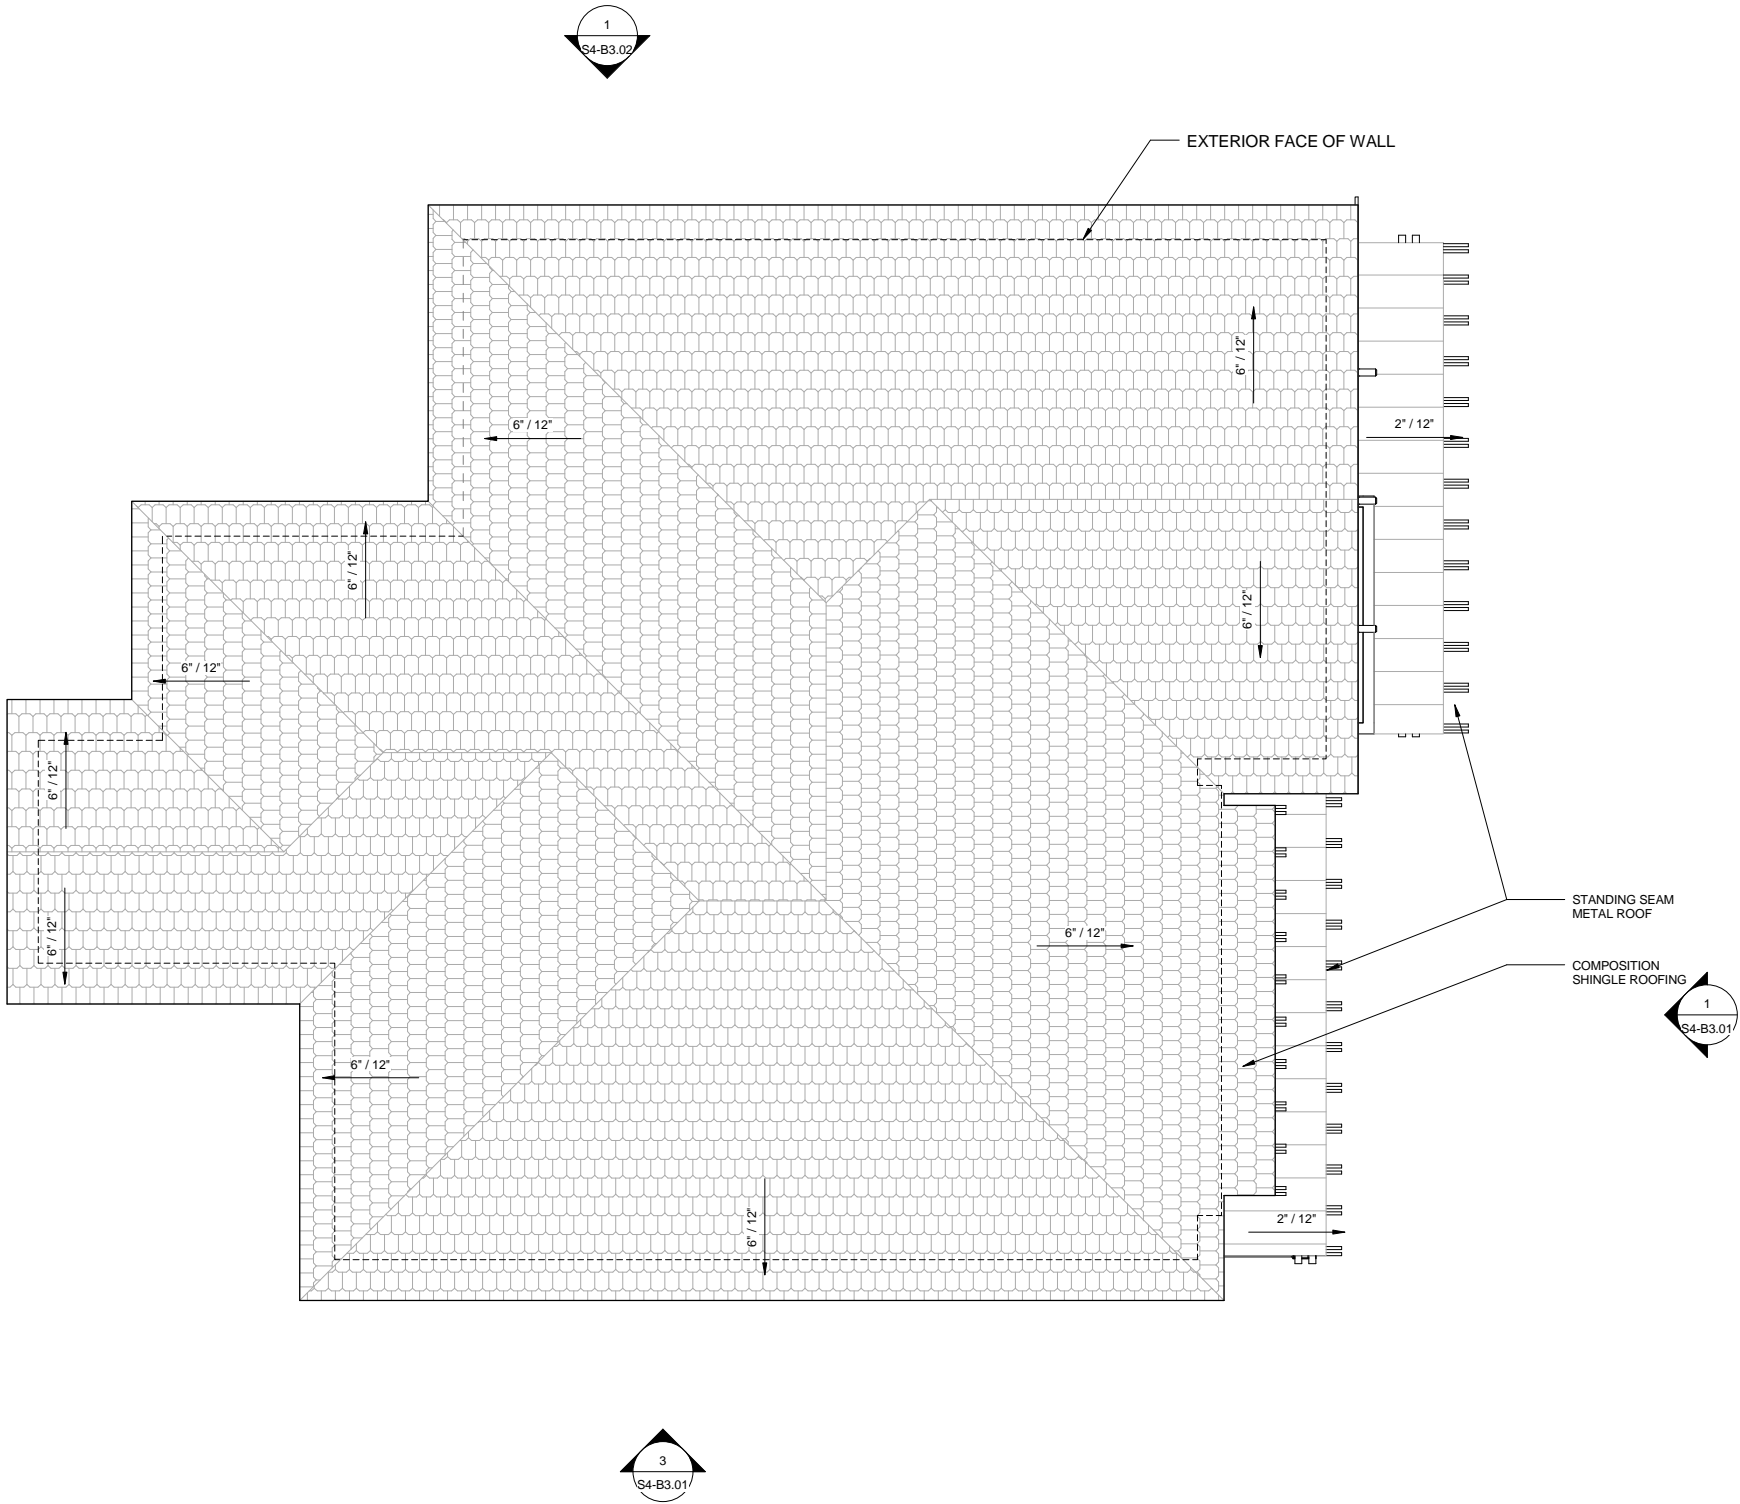 1
S4-B3.02
EXTERIOR FACE OF WALL
6" / 12"
6" / 12"
2" / 12"
6" / 12"
6" / 12"
6" / 12"
6" / 12"
6" / 12"
STANDING SEAM
METAL ROOF
6" / 12"
6" / 12"
COMPOSITION
SHINGLE ROOFING
1
S4-B3.01
6" / 12"
6" / 12"
2" / 12"
3
S4-B3.01